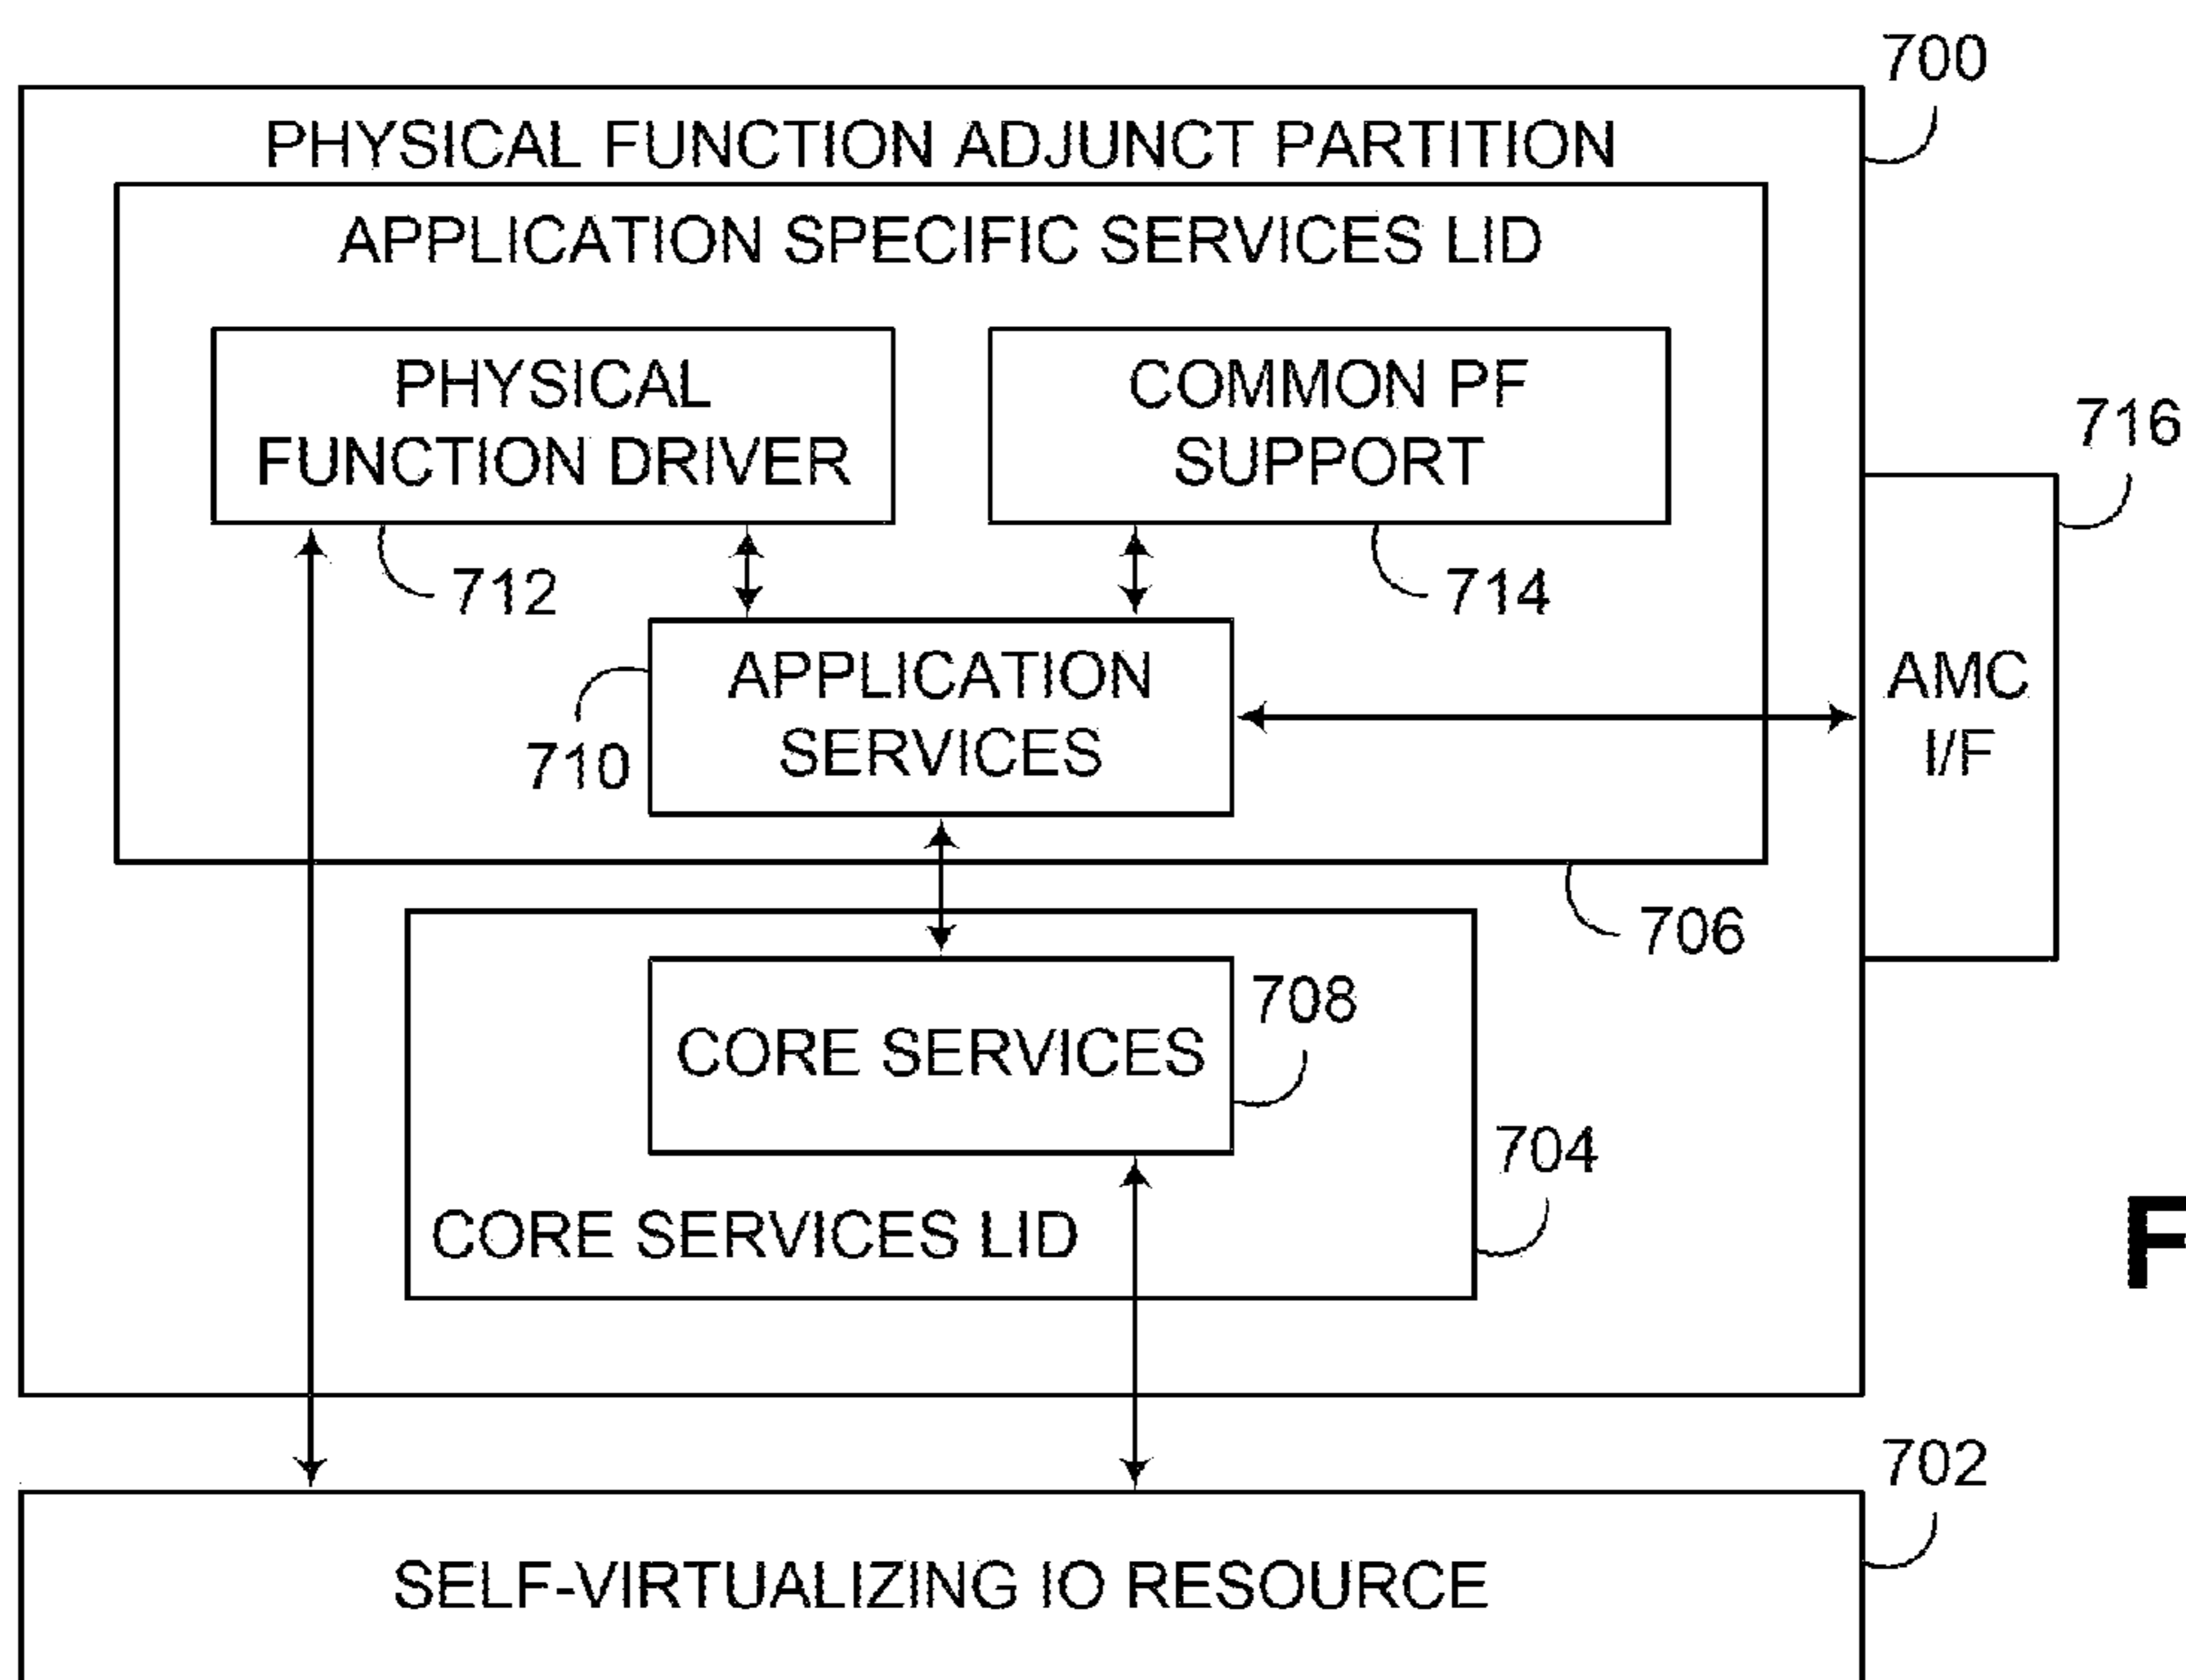 700
PHYSICAL FUNCTION ADJUNCT PARTITION
APPLICATION SPECIFIC SERVICES LID
PHYSICAL
FUNCTION DRIVER
COMMON PF
SUPPORT
716
712
714
APPLICATION
SERVICES
AMC
I/F
710
706
708
CORE SERVICES
704
CORE SERVICES LID
F
702
SELF-VIRTUALIZING IO RESOURCE